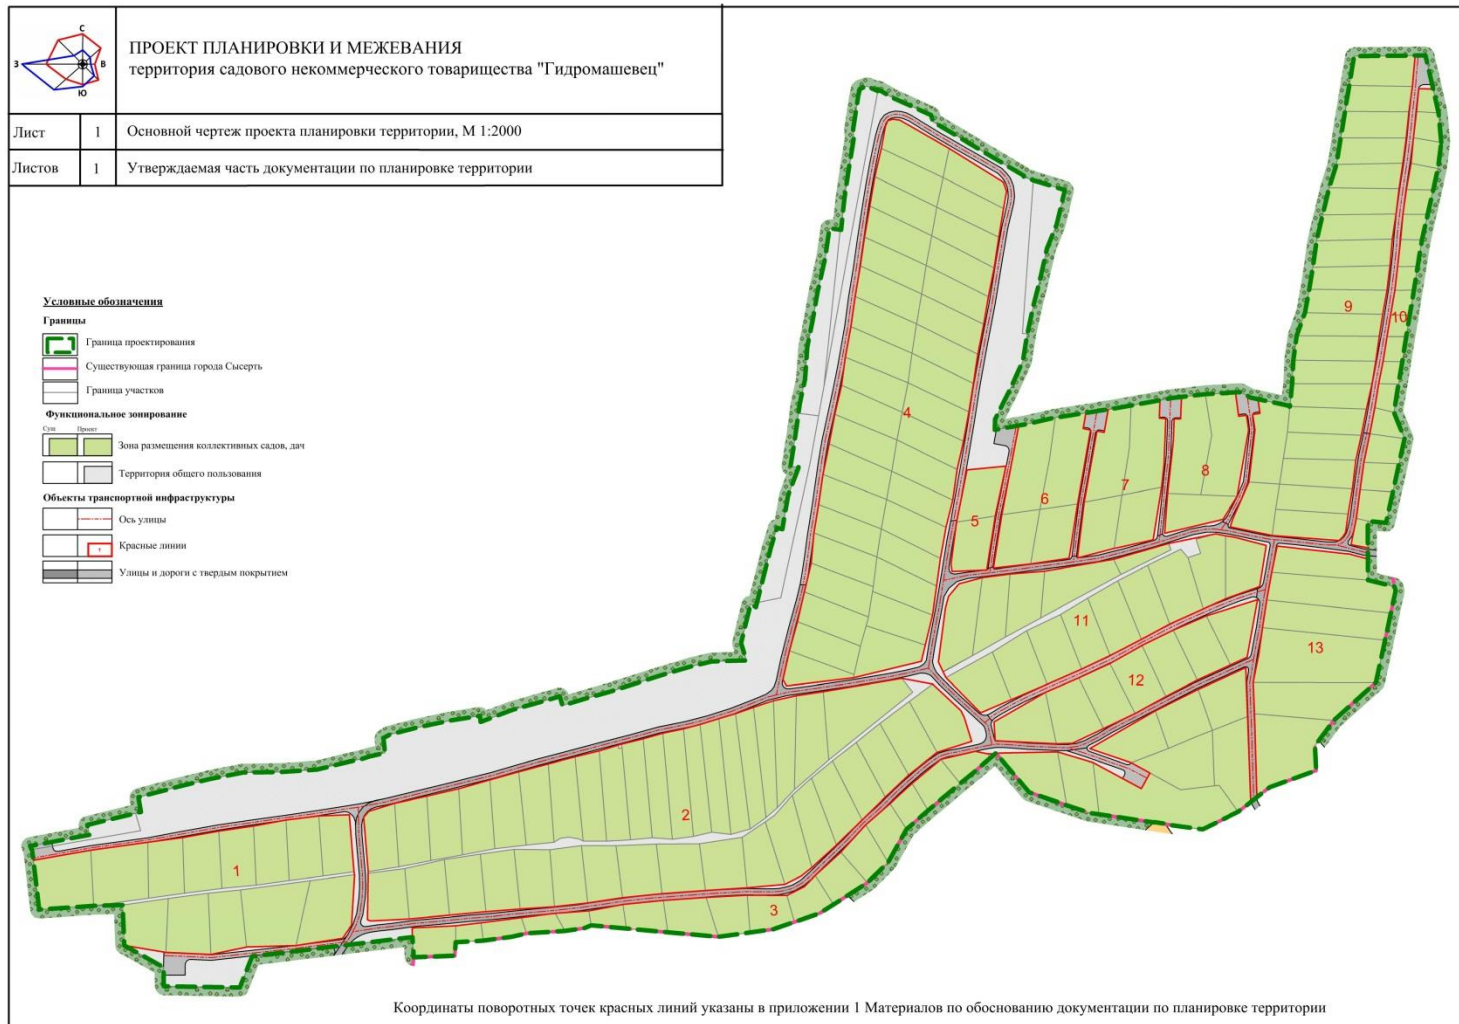 С
З
В
Ю
ПРОЕКТ ПЛАНИРОВКИ И МЕЖЕВАНИЯ
территория садового некоммерческого товарищества "Гидромашевец"
Лист 1 Основной чертеж проекта планировки территории, М 1:2000
Листов 1 Утверждаемая часть документации по планировке территории
Условные обозначения
Границы
Граница проектирования
Существующая граница города Сысерть
Граница участков
Функциональное зонирование
Сущ Проект
Зона размещения коллективных садов, дач
Территория общего пользования
Объекты транспортной инфраструктуры
Ось улицы
1 Красные линии
Улицы и дороги с твердым покрытием
9
10
4
8
7
6
5
11
13
12
2
1
3
Координаты поворотных точек красных линий указаны в приложении 1 Материалов по обоснованию документации по планировке территории